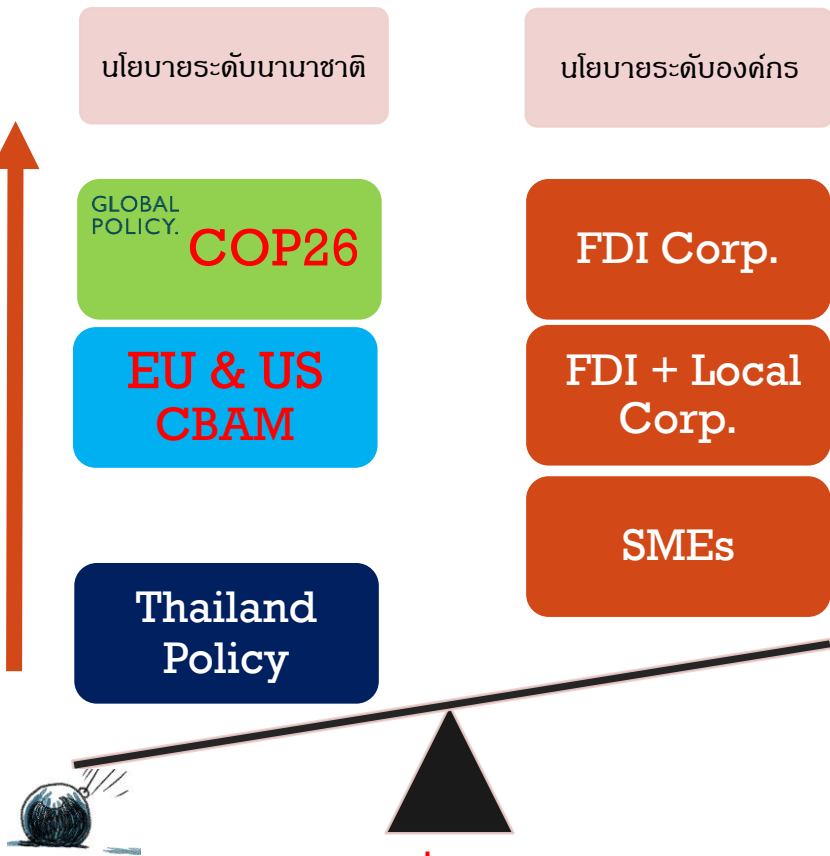 นโยบายระดับนานาชาติ
นโยบายระดับองค์กร
GLOBAL
POLICY.
COP26
EU & US
CBAM
Thailand
Policy
FDI Corp.
FDI + Local
Corp.
SMEs